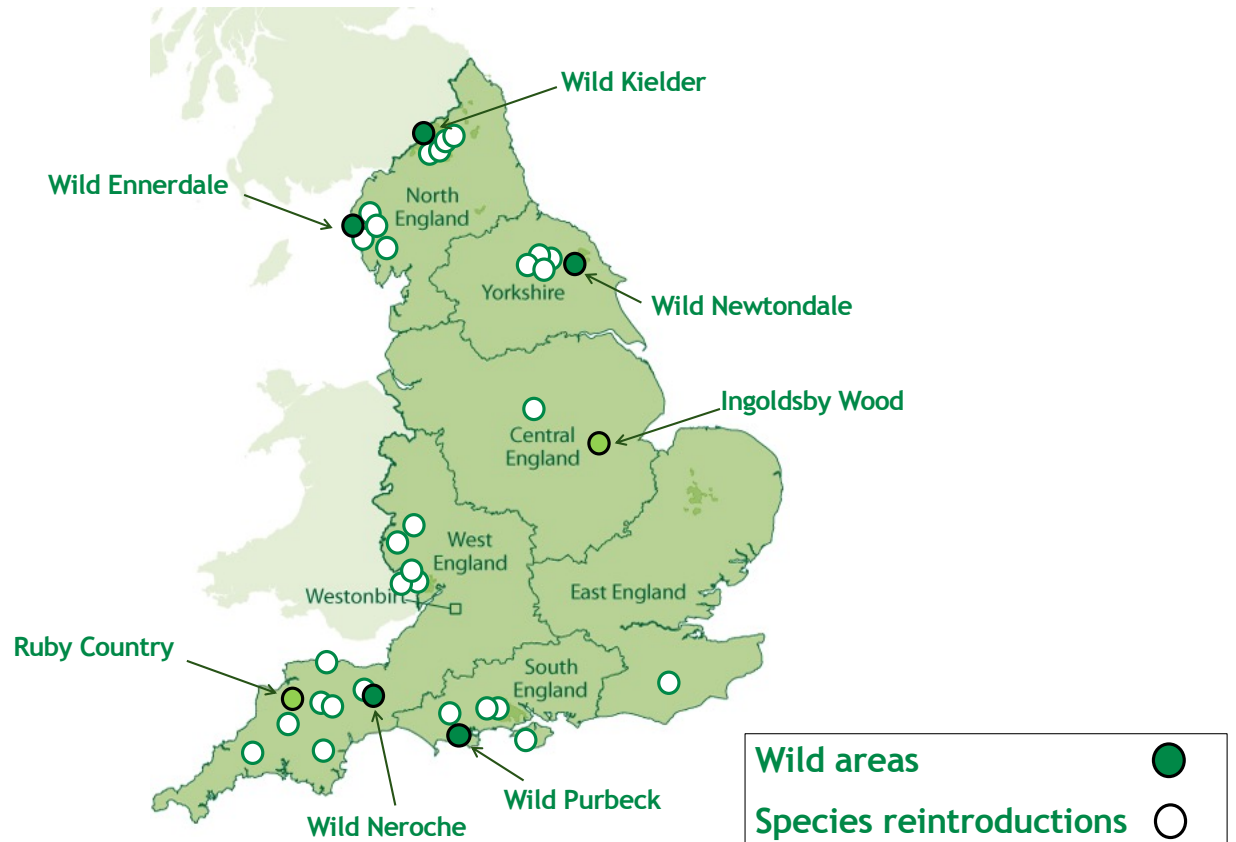 Wild Kielder
Wild Ennerdale
North
England
Yorkshire
Wild Newtondale
Ingoldsby Wood
Central
England
West
England
Westonbirt
East England
Ruby Country
South
England
Wild Purbeck
Wild Neroche
Wild areas
Species reintroductions